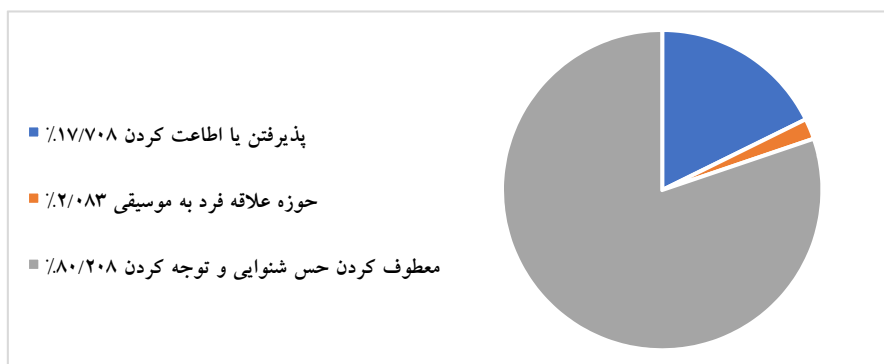 پذیرفتن یا اطاعت کردن ۱۷/۷۰۸٪
حوزه علاقه فرد به موسیقی ۲/۰۸۳٪
معطوف کردن حس شنوایی و توجه کردن ۸۰/۲۰۸٪